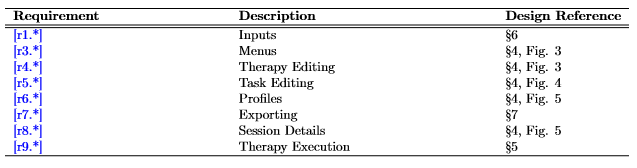 Requirement Description Design Reference
[r1.*] Inputs §6
[r3.*] Menus §4, Fig. 3
[r4.*] Therapy Editing §4, Fig. 3
[r5.*] Task Editing §4, Fig. 4
[r6.*] Profiles §4, Fig. 5
[r7.*] Exporting §7
[r8.*] Session Details §4, Fig. 5
[r9.*] Therapy Execution §5